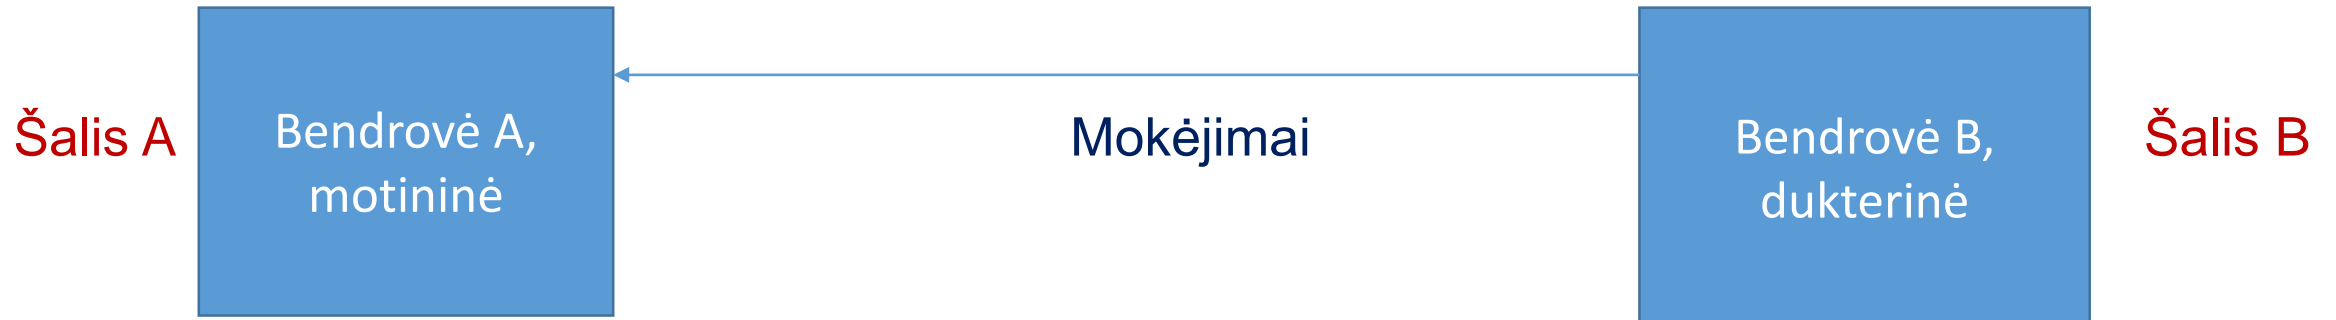 Šalis A
Bendrovė A,
motininė
Mokėjimai
Bendrovė B,
dukterinė
Šalis B